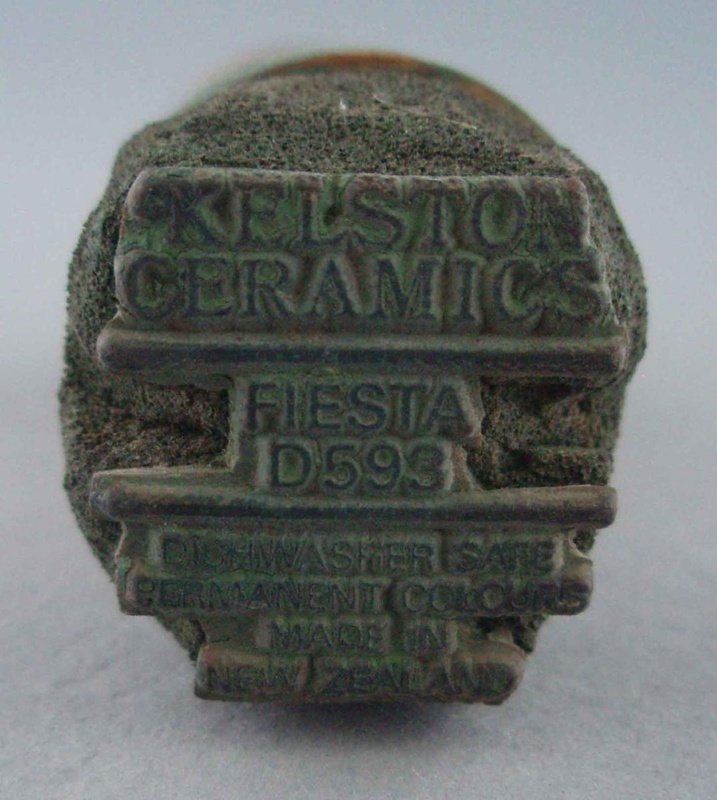 KELSTON
CERAMICS
FIESTA
D593
DISHWASHER SAFE
PERMANENT COLOURS
MADE IN
NEW ZEALAND